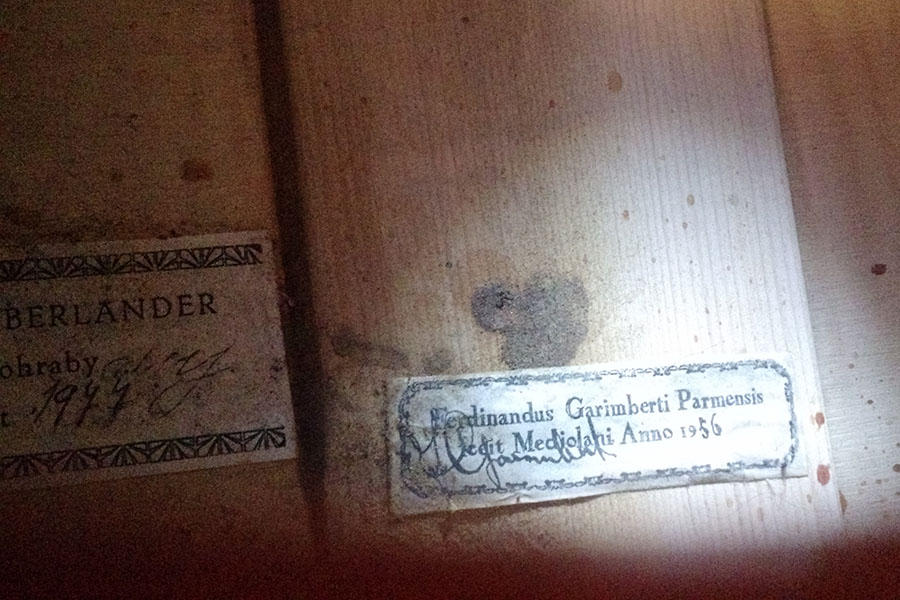 BERLANDER
ohraby
t 1944
Ferdinandus Garimberti Parmensis
fecit Mediolani Anno 1956